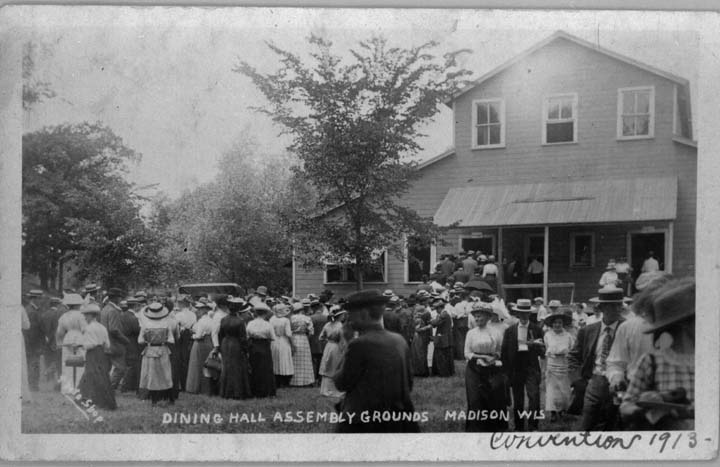 DINING HALL ASSEMBLY GROUNDS MADISON WIS
Convention 1913-